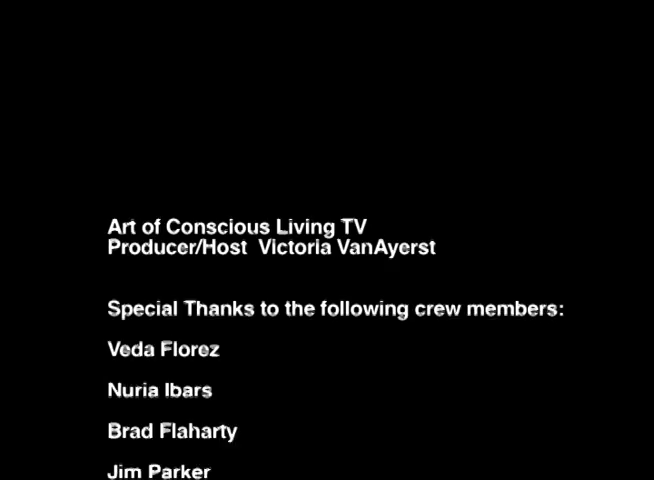 Art of Conscious Living TV
Producer/Host  Victoria VanAyerst
Special Thanks to the following crew members:
Veda Florez
Nuria Ibars
Brad Flaharty
Jim Parker